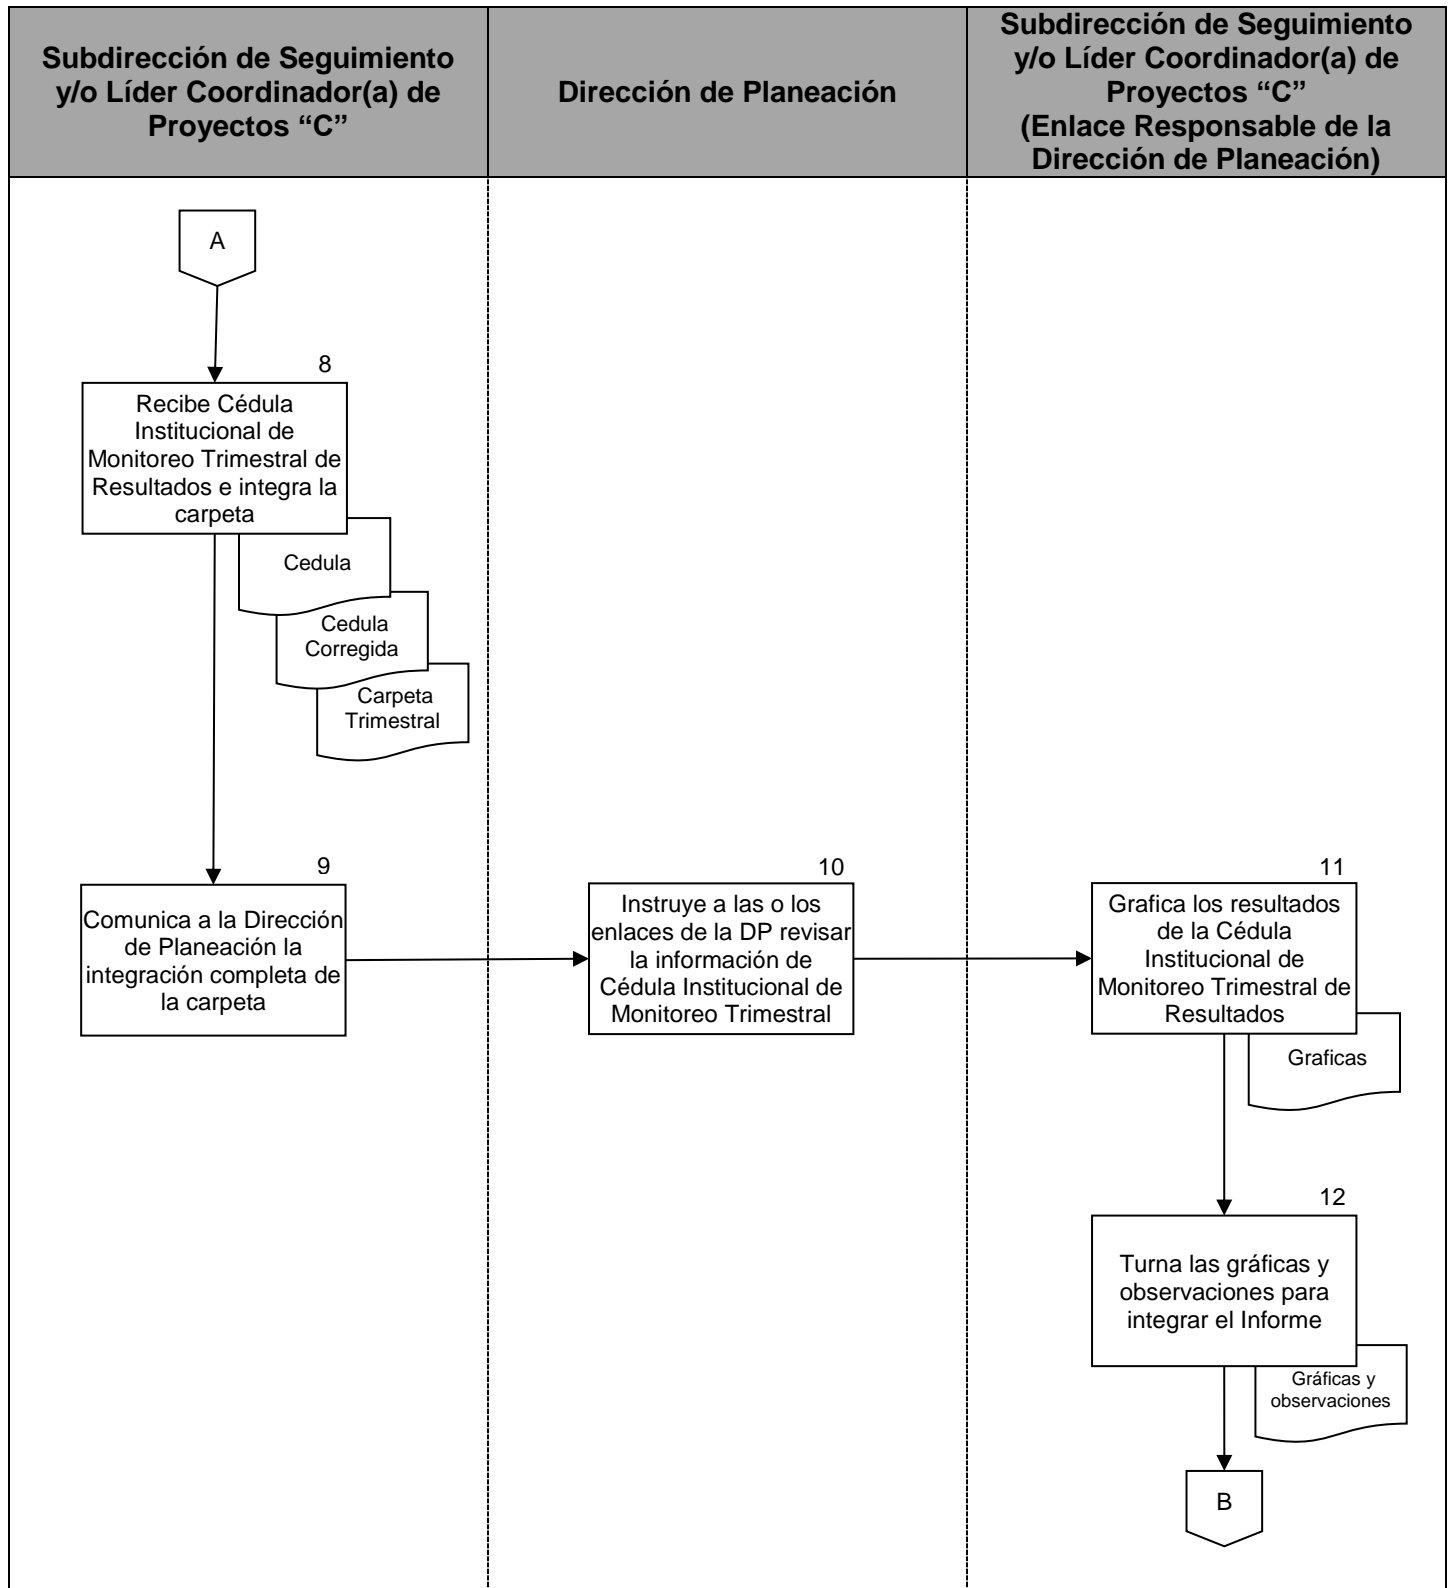 Subdirección de Seguimiento
y/o Líder Coordinador(a) de
Proyectos “C”
Dirección de Planeación
Subdirección de Seguimiento
y/o Líder Coordinador(a) de
Proyectos “C”
(Enlace Responsable de la
Dirección de Planeación)
A
8
Recibe Cédula
Institucional de
Monitoreo Trimestral de
Resultados e integra la
carpeta
Cedula
Cedula
Corregida
Carpeta
Trimestral
9
Comunica a la Dirección
de Planeación la
integración completa de
la carpeta
10
Instruye a las o los
enlaces de la DP revisar
la información de
Cédula Institucional de
Monitoreo Trimestral
11
Grafica los resultados
de la Cédula
Institucional de
Monitoreo Trimestral de
Resultados
Graficas
12
Turna las gráficas y
observaciones para
integrar el Informe
Gráficas y
observaciones
B